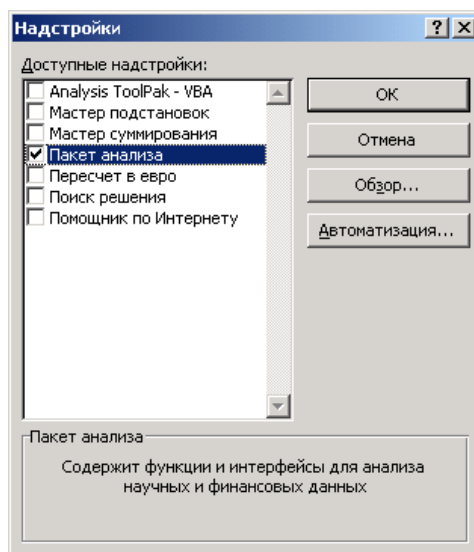 Надстройки
Доступные надстройки:
Analysis ToolPak - VBA
Мастер подстановок
Мастер суммирования
Пакет анализа
Пересчет в евро
Поиск решения
Помощник по Интернету
ОК
Отмена
Обзор...
Автоматизация...
Пакет анализа
Содержит функции и интерфейсы для анализа
научных и финансовых данных